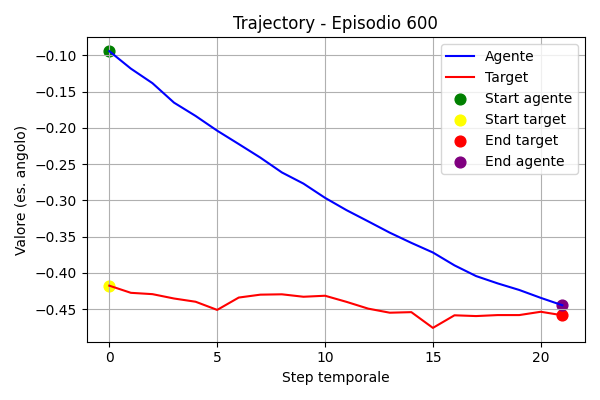 Trajectory - Episodio 600
Agente
Target
Start agente
Start target
End target
End agente
Valore (es. angolo)
−0.10
−0.15
−0.20
−0.25
−0.30
−0.35
−0.40
−0.45
0 5 10 15 20
Step temporale